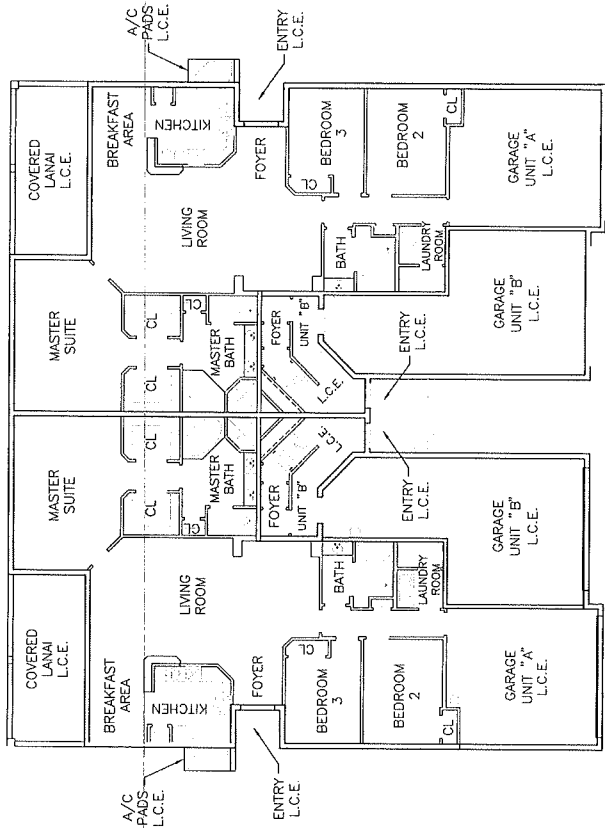 A/C
PADS
L.C.E.
ENTRY
L.C.E.
COVERED
LANAI
L.C.E.
BREAKFAST
AREA
KITCHEN
FOYER
BEDROOM
3
CL
BEDROOM
2
CL
GARAGE
UNIT "A"
L.C.E.
LIVING
ROOM
BATH
LAUNDRY
ROOM
MASTER
SUITE
CL
CL
CL
MASTER
BATH
FOYER
UNIT "B"
L.C.E.
GARAGE
UNIT "B"
L.C.E.
ENTRY
L.C.E.
MASTER
SUITE
CL
CL
CL
MASTER
BATH
FOYER
UNIT "B"
L.C.E.
ENTRY
L.C.E.
GARAGE
UNIT "B"
L.C.E.
COVERED
LANAI
L.C.E.
BREAKFAST
AREA
LIVING
ROOM
KITCHEN
FOYER
BATH
LAUNDRY
ROOM
CL
BEDROOM
3
BEDROOM
2
CL
GARAGE
UNIT "A"
L.C.E.
A/C
PADS
L.C.E.
ENTRY
L.C.E.